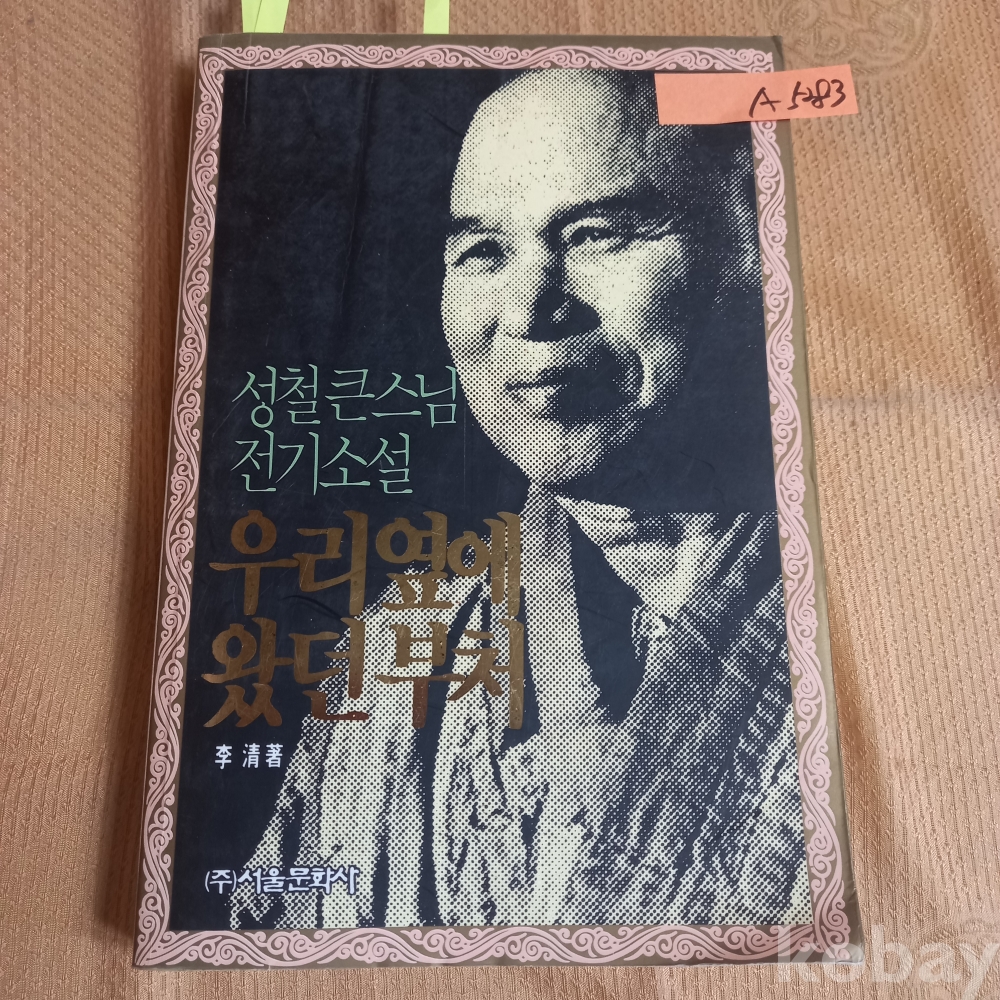 A 5283
성철 큰스님
전기소설
우리 옆에
왔던 부처
李 清 著
(주)서울문화사
kobay